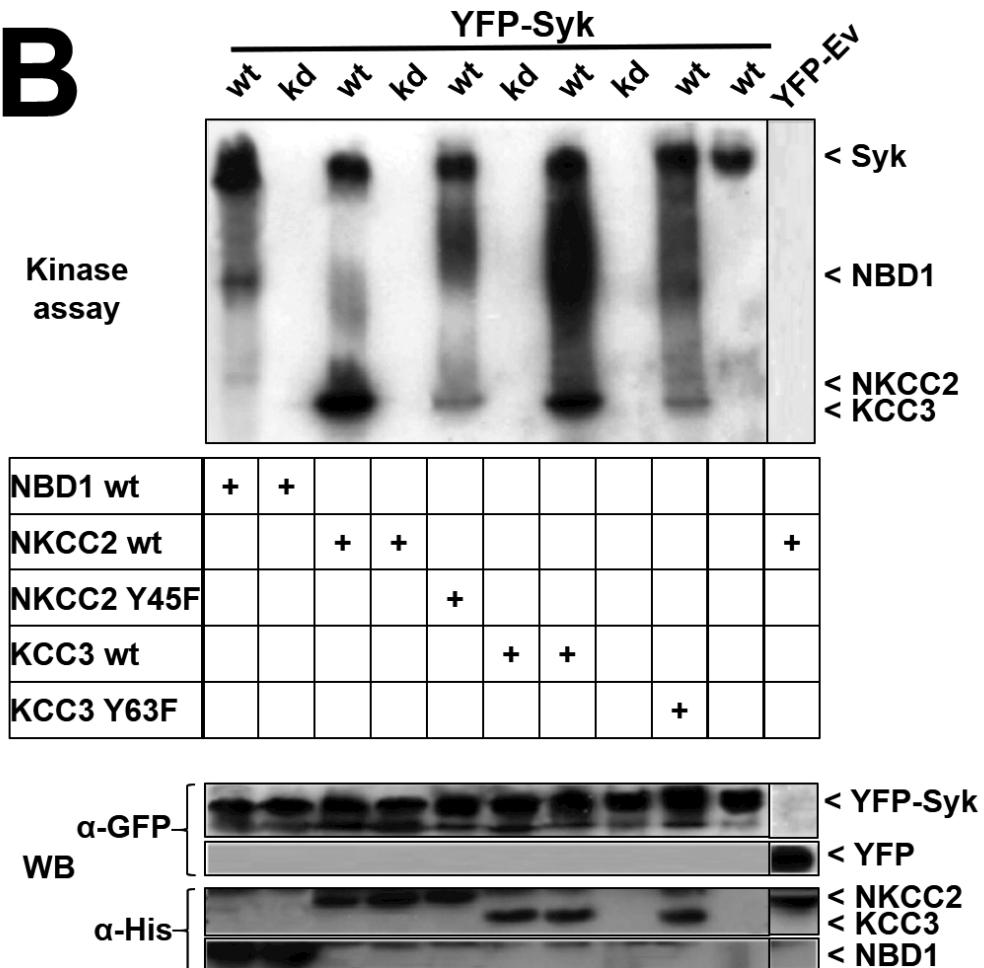 B
YFP-Syk
wt kd wt kd wt kd wt kd wt wt YFP-Ev
Kinase
assay
< Syk
< NBD1
< NKCC2
< KCC3
NBD1 wt + +
NKCC2 wt + + +
NKCC2 Y45F +
KCC3 wt + +
KCC3 Y63F +
WB
α-GFP
< YFP-Syk
< YFP
α-His
< NKCC2
< KCC3
< NBD1